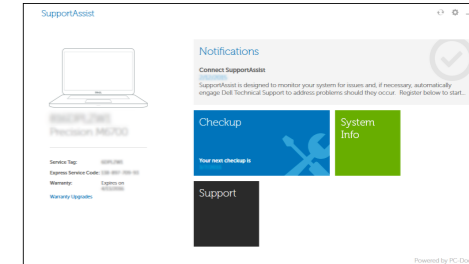 SupportAssist
Notifications
Connect SupportAssist
SupportAssist is designed to monitor your system for issues and, if necessary, automatically
engage Dell Technical Support to address problems should they occur. Register below to start...
Precision M6700
Checkup
System
Info
Your next checkup is
Service Tag:
Express Service Code:
Warranty: Expires on
Warranty Upgrades
Support
Powered by PC-Doc